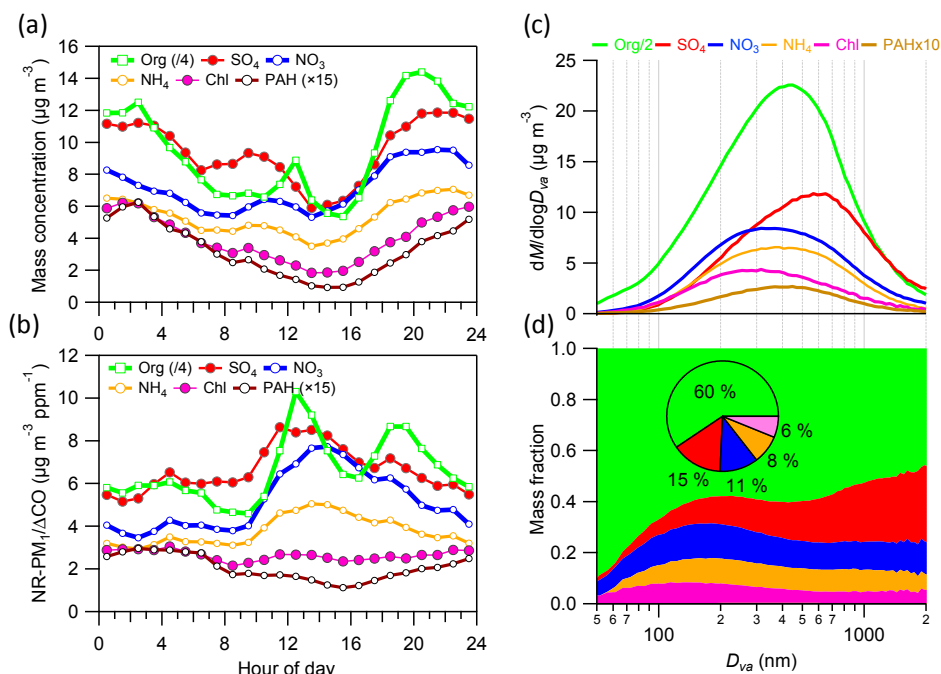 (a)
Org (/4) SO₄ NO₃
NH₄ Chl PAH (×15)
Mass concentration (µg m⁻³)
16
14
12
10
8
6
4
2
0
0 4 8 12 16 20 24
(b)
Org (/4) SO₄ NO₃
NH₄ Chl PAH (×15)
NR-PM₁/ΔCO (µg m⁻³ ppm⁻¹)
12
10
8
6
4
2
0
0 4 8 12 16 20 24
Hour of day
(c)
Org/2 SO₄ NO₃ NH₄ Chl PAHx10
dM/dlogDva (µg m⁻³)
25
20
15
10
5
0
(d)
Mass fraction
1.0
0.8
0.6
0.4
0.2
0.0
60 %
6 %
8 %
15 %
11 %
5 6 7 2 3 4 5 6 7 2
100 1000
Dva (nm)